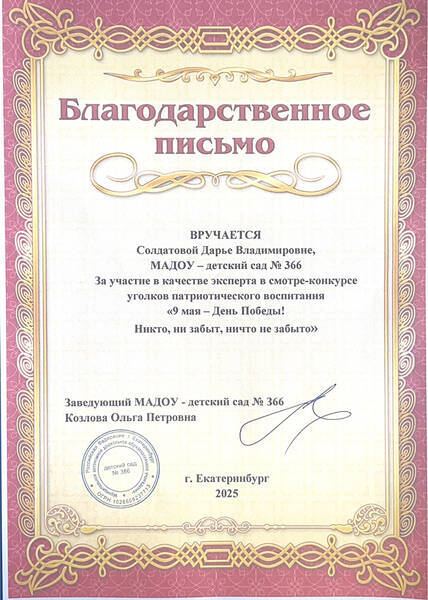 Благодарственное
письмо
ВРУЧАЕТСЯ
Солдатовой Дарье Владимировне,
МАДОУ – детский сад № 366
За участие в качестве эксперта в смотре-конкурсе
уголков патриотического воспитания
«9 мая – День Победы!
Никто, ни забыт, ничто не забыто»
Заведующий МАДОУ - детский сад № 366
Козлова Ольга Петровна
детский сад
№ 366
г. Екатеринбург
2025